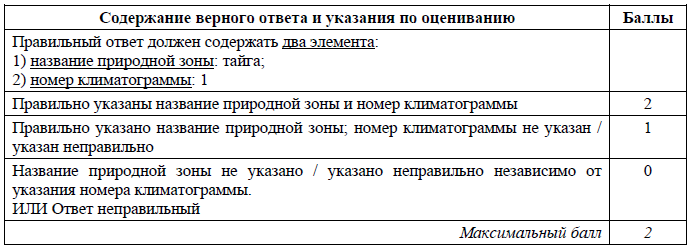 Содержание верного ответа и указания по оцениванию Баллы
Правильный ответ должен содержать два элемента:
1) название природной зоны: тайга;
2) номер климатограммы: 1
Правильно указаны название природной зоны и номер климатограммы 2
Правильно указано название природной зоны; номер климатограммы не указан / 1
указан неправильно
Название природной зоны не указано / указано неправильно независимо от 0
указания номера климатограммы.
ИЛИ Ответ неправильный
Максимальный балл 2